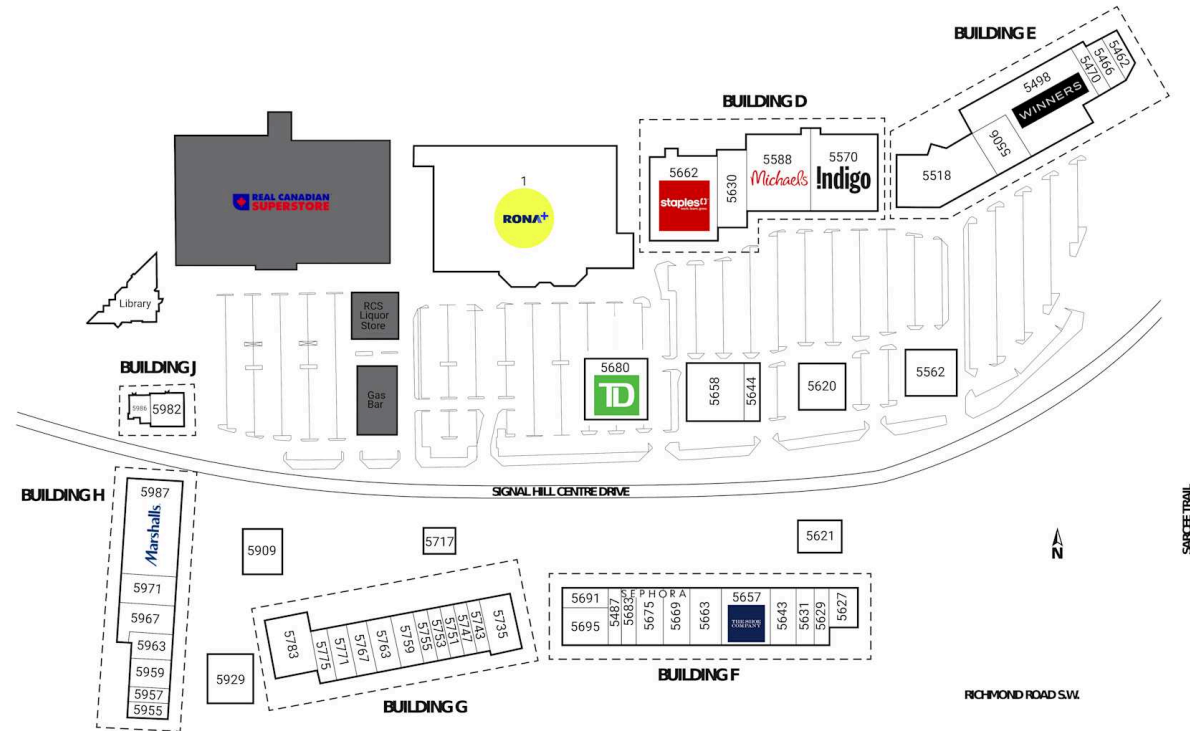 BUILDING E
5462
5466
5470
5498
WINNERS
5506
5518
BUILDING D
5662
staples
5630
5588
Michaels
5570
!ndigo
REAL CANADIAN
SUPERSTORE
1
RONA+
Library
RCS
Liquor
Store
Gas
Bar
5680
TD
5658
5644
5620
5562
BUILDING J
5986
5982
SIGNAL HILL CENTRE DRIVE
SARCEE TRAIL
N
BUILDING H
5987
Marshalls
5971
5967
5963
5959
5957
5955
5909
5929
5717
5621
5783
5775
5771
5767
5763
5759
5755
5753
5751
5747
5743
5735
BUILDING G
SEPHORA
5691
5695
5487
5683
5675
5669
5663
5657
THE SHOE
COMPANY
5643
5631
5629
5627
BUILDING F
RICHMOND ROAD S.W.